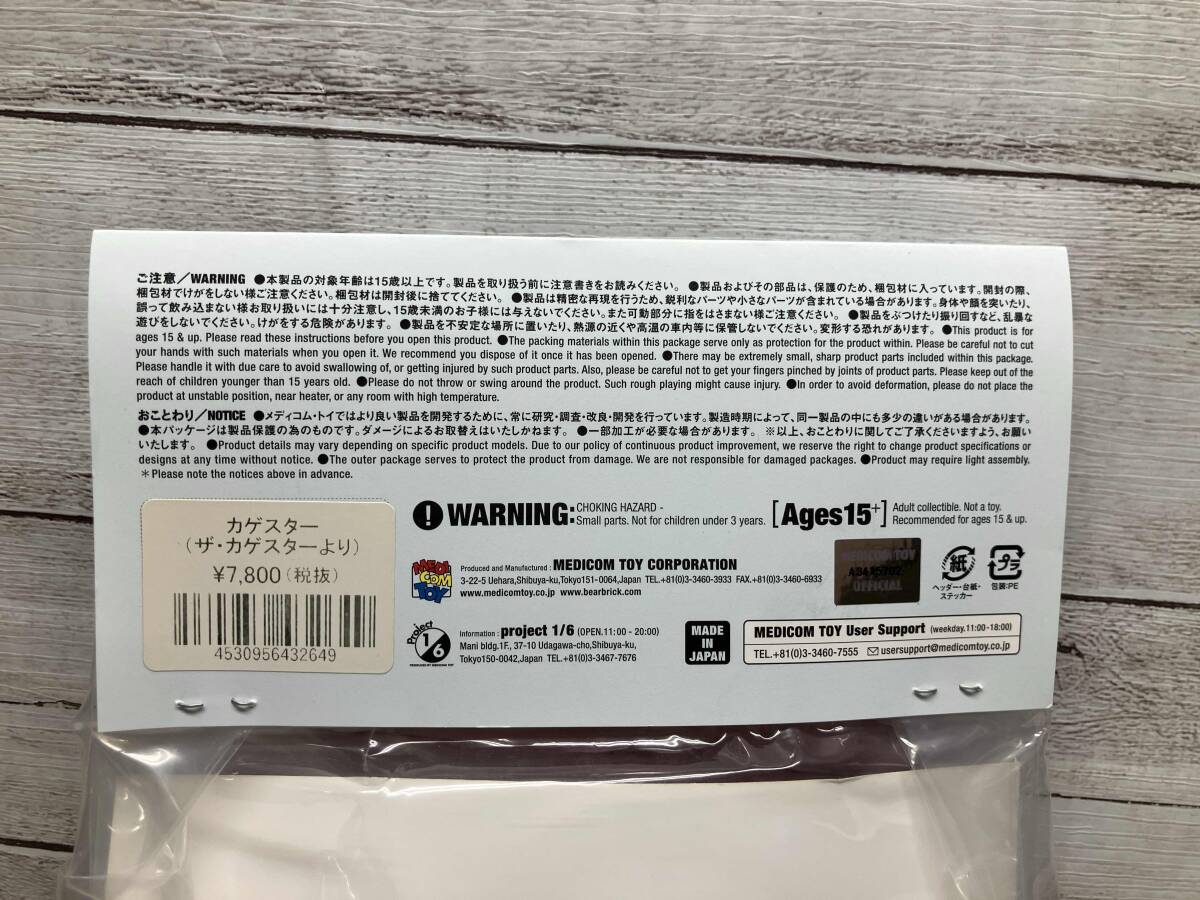 ご注意／WARNING ●本製品の対象年齢は15歳以上です。製品を取り扱う前に注意書きをお読みください。 ●製品およびその部品は、保護のため、梱包材に入っています。開封の際、
梱包材でけがをしない様ご注意ください。梱包材は開封後に捨ててください。 ●製品は精密な再現を行うため、鋭利なパーツや小さなパーツが含まれている場合があります。身体や顔を突いたり、
誤って飲み込まない様お取り扱いには十分注意し、15歳未満のお子様には与えないでください。また可動部分に指をはさまない様ご注意ください。 ●製品をぶつけたり振り回すなど、乱暴な
遊びをしないでください。けがをする危険があります。 ●製品を不安定な場所に置いたり、熱源の近くや高温の車内等に保管しないでください。変形する恐れがあります。 ●This product is for
ages 15 & up. Please read these instructions before you open this product. ●The packing materials within this package serve only as protection for the product within. Please be careful not to cut
your hands with such materials when you open it. We recommend you dispose of it once it has been opened. ●There may be extremely small, sharp product parts included within this package.
Please handle it with due care to avoid swallowing of, or getting injured by such product parts. Also, please be careful not to get your fingers pinched by joints of product parts. Please keep out of the
reach of children younger than 15 years old. ●Please do not throw or swing around the product. Such rough playing might cause injury. ●In order to avoid deformation, please do not place the
product at unstable position, near heater, or any room with high temperature.
おことわり／NOTICE ●メディコム・トイではより良い製品を開発するために、常に研究・調査・改良・開発を行っています。製造時期によって、同一製品の中にも多少の違いがある場合があります。
●本パッケージは製品保護の為のものです。ダメージによるお取替えはいたしかねます。 ●一部加工が必要な場合があります。 ※以上、おことわりに関してご了承くださいますよう、お願い
いたします。 ●Product details may vary depending on specific product models. Due to our policy of continuous product improvement, we reserve the right to change product specifications or
designs at any time without notice. ●The outer package serves to protect the product from damage. We are not responsible for damaged packages. ●Product may require light assembly.
＊Please note the notices above in advance.
カゲスター
（ザ・カゲスターより）
¥7,800（税抜）
4530956432649
WARNING: CHOKING HAZARD -
Small parts. Not for children under 3 years.
[Ages15+]
Adult collectible. Not a toy.
Recommended for ages 15 & up.
MEDI COM TOY
Produced and Manufactured : MEDICOM TOY CORPORATION
3-22-5 Uehara,Shibuya-ku,Tokyo151-0064,Japan TEL.+81(0)3-3460-3933 FAX.+81(0)3-3460-6933
www.medicomtoy.co.jp www.bearbrick.com
MEDICOM TOY
OFFICIAL
紙
ヘッダー・台紙・
ステッカー
プラ
包装:PE
Project 1/6
PRODUCED BY MEDICOM TOY
Information : project 1/6 (OPEN.11:00 - 20:00)
Mani bldg.1F., 37-10 Udagawa-cho,Shibuya-ku,
Tokyo150-0042,Japan TEL.+81(0)3-3467-7676
MADE
IN
JAPAN
MEDICOM TOY User Support (weekday.11:00-18:00)
TEL.+81(0)3-3460-7555 usersupport@medicomtoy.co.jp